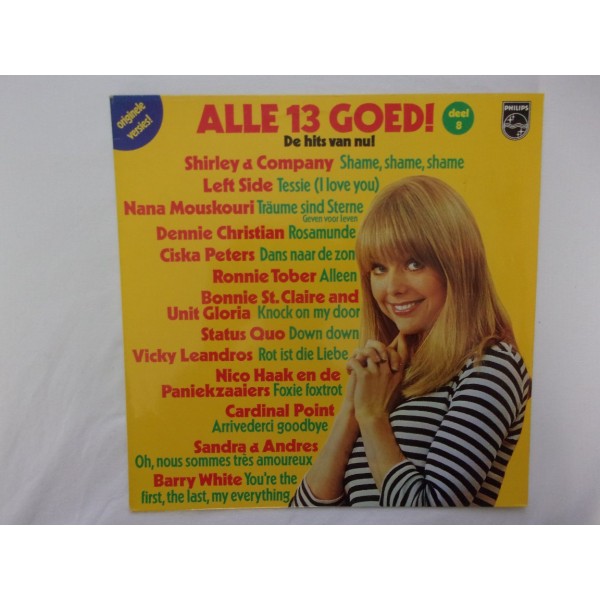 originele
versies!
ALLE 13 GOED!
deel
8
PHILIPS
De hits van nu!
Shirley & Company Shame, shame, shame
Left Side Tessie (I love you)
Nana Mouskouri Träume sind Sterne
Geven voor leven
Dennie Christian Rosamunde
Ciska Peters Dans naar de zon
Ronnie Tober Alleen
Bonnie St. Claire and
Unit Gloria Knock on my door
Status Quo Down down
Vicky Leandros Rot ist die Liebe
Nico Haak en de
Paniekzaaiers Foxie foxtrot
Cardinal Point
Arrivederci goodbye
Sandra & Andres
Oh, nous sommes très amoureux
Barry White You're the
first, the last, my everything